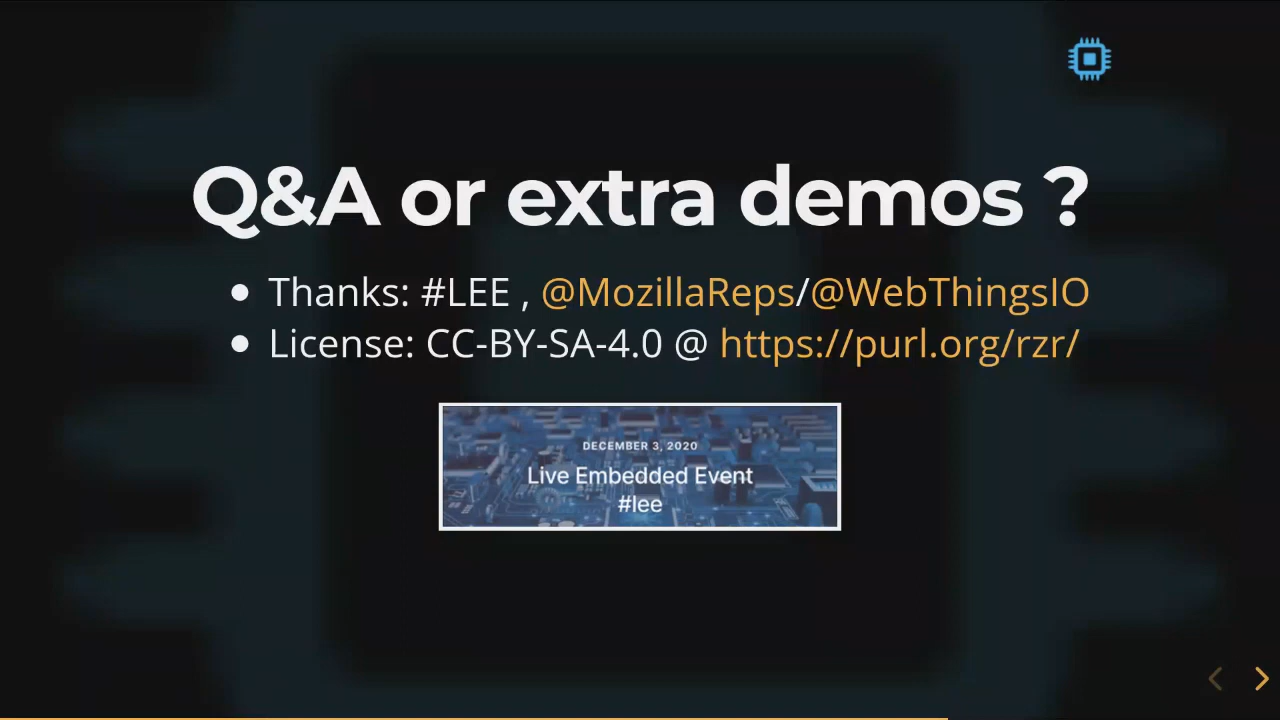 Q&A or extra demos ?
Thanks: #LEE , @MozillaReps/@WebThingsIO
License: CC-BY-SA-4.0 @ https://purl.org/rzr/
DECEMBER 3, 2020
Live Embedded Event
#lee